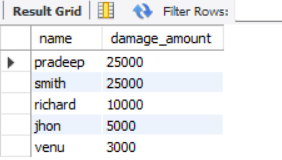 Result Grid Filter Rows:
name damage_amount
pradeep 25000
smith 25000
richard 10000
jhon 5000
venu 3000